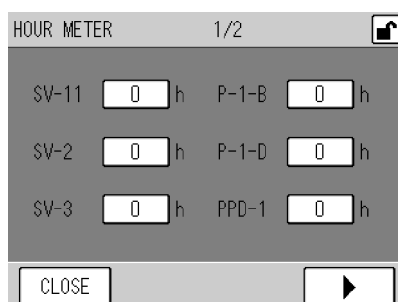 HOUR METER 1/2
SV-11 0 h P-1-B 0 h
SV-2 0 h P-1-D 0 h
SV-3 0 h PPD-1 0 h
CLOSE